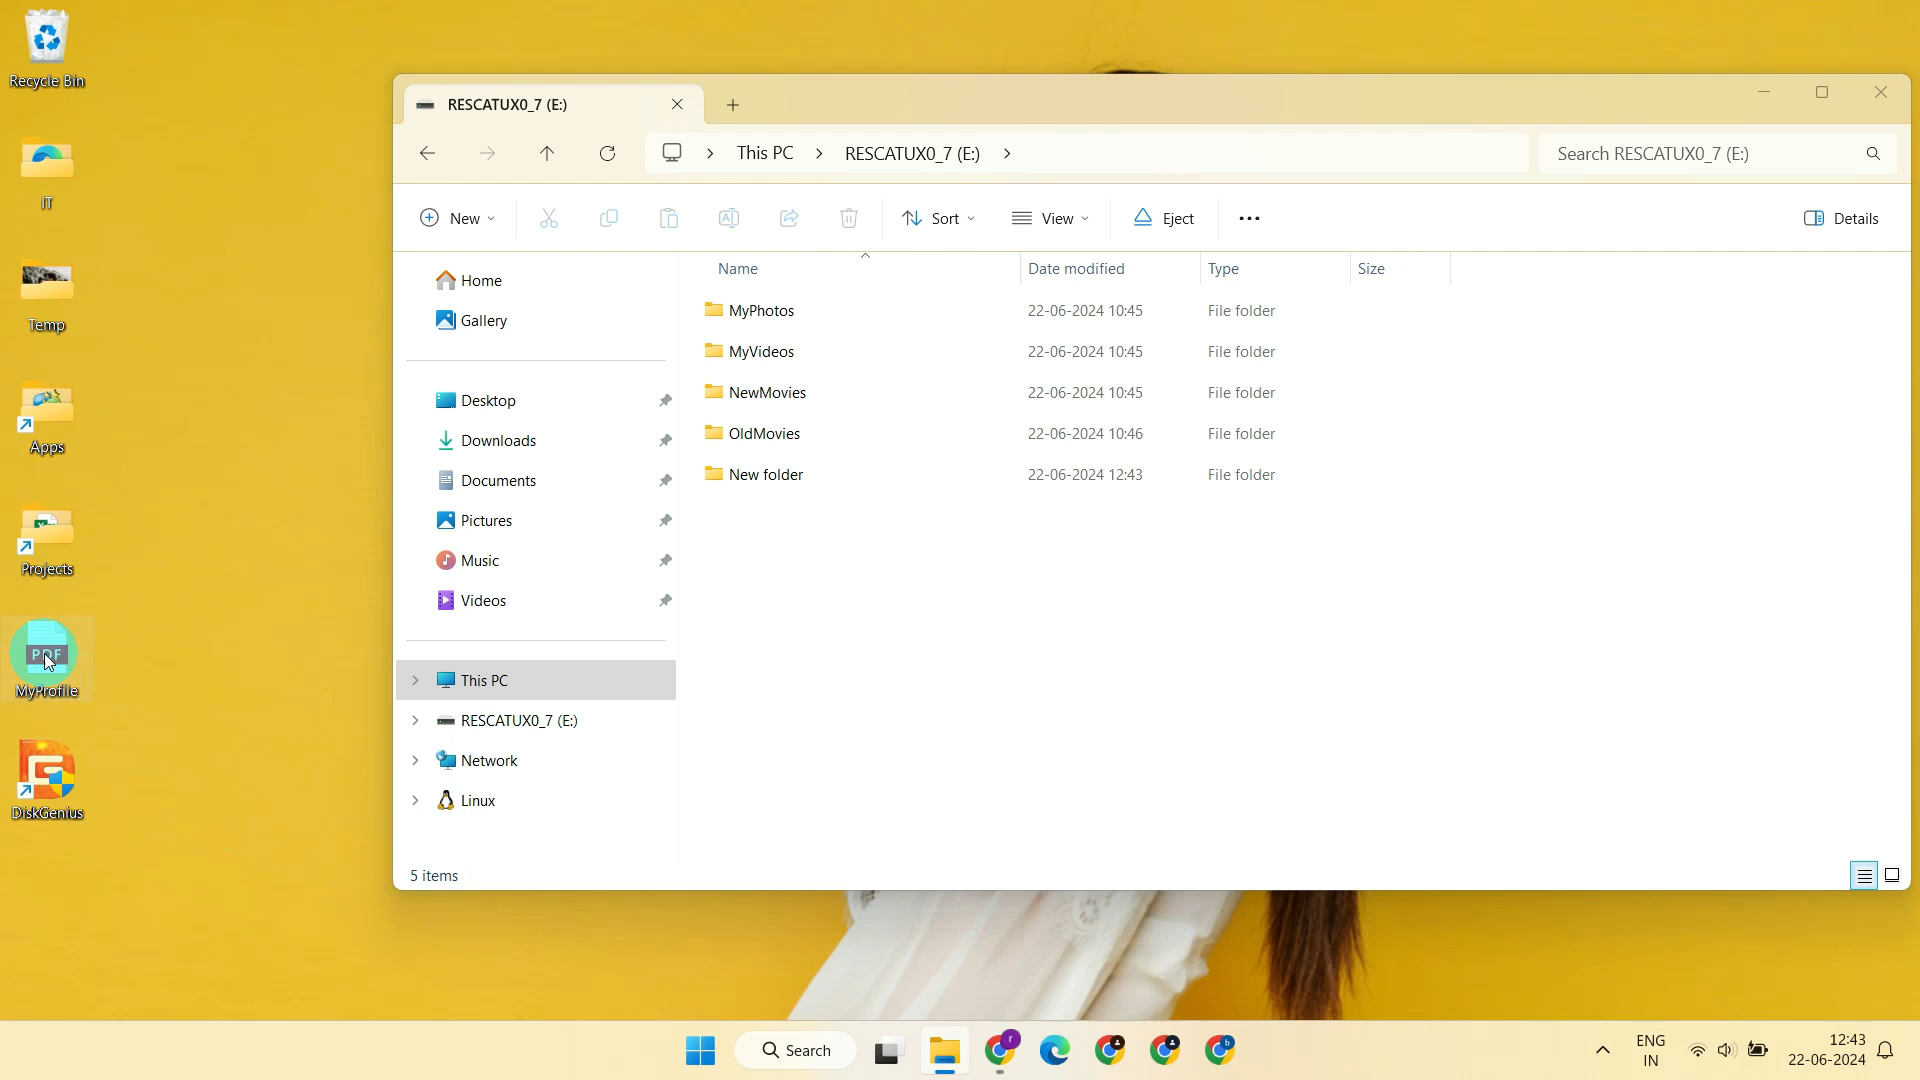 Recycle Bin
IT
Temp
Apps
Projects
PDF
MyProfile
DiskGenius
RESCATUX0_7 (E:)
This PC
RESCATUX0_7 (E:)
Search RESCATUX0_7 (E:)
New
Sort
View
Eject
Details
Home
Gallery
Desktop
Downloads
Documents
Pictures
Music
Videos
This PC
RESCATUX0_7 (E:)
Network
Linux
Name Date modified Type Size
MyPhotos 22-06-2024 10:45 File folder
MyVideos 22-06-2024 10:45 File folder
NewMovies 22-06-2024 10:45 File folder
OldMovies 22-06-2024 10:46 File folder
New folder 22-06-2024 12:43 File folder
5 items
Search
r
b
ENG
IN
12:43
22-06-2024